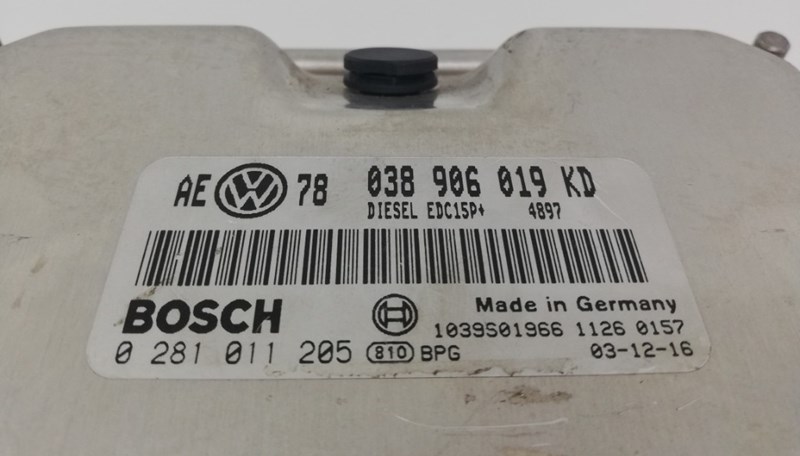 AE VW 78 038 906 019 KD
DIESEL EDC15P+ 4897
BOSCH
Made in Germany
1039S01966 1126 0157
0 281 011 205 810 BPG 03-12-16